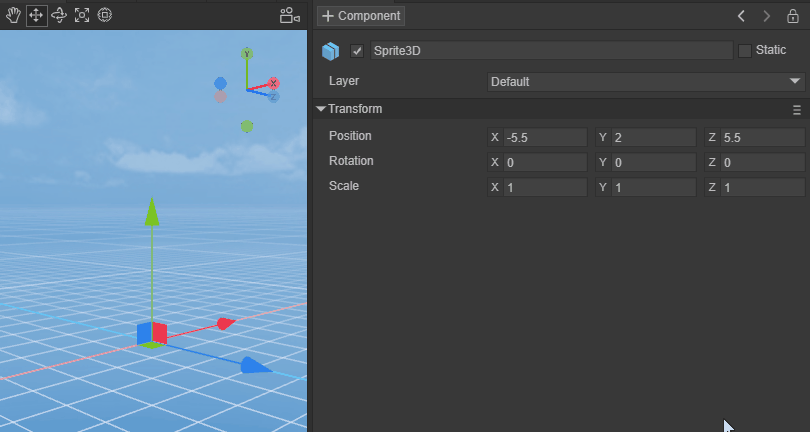 Component
Sprite3D
Static
Layer
Default
Transform
Position X -5.5 Y 2 Z 5.5
Rotation X 0 Y 0 Z 0
Scale X 1 Y 1 Z 1
Y
X
Z